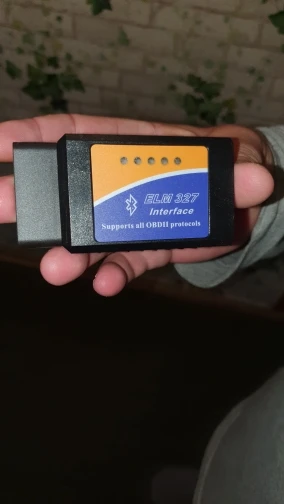 ELM 327
Interface
Supports all OBDII protocols